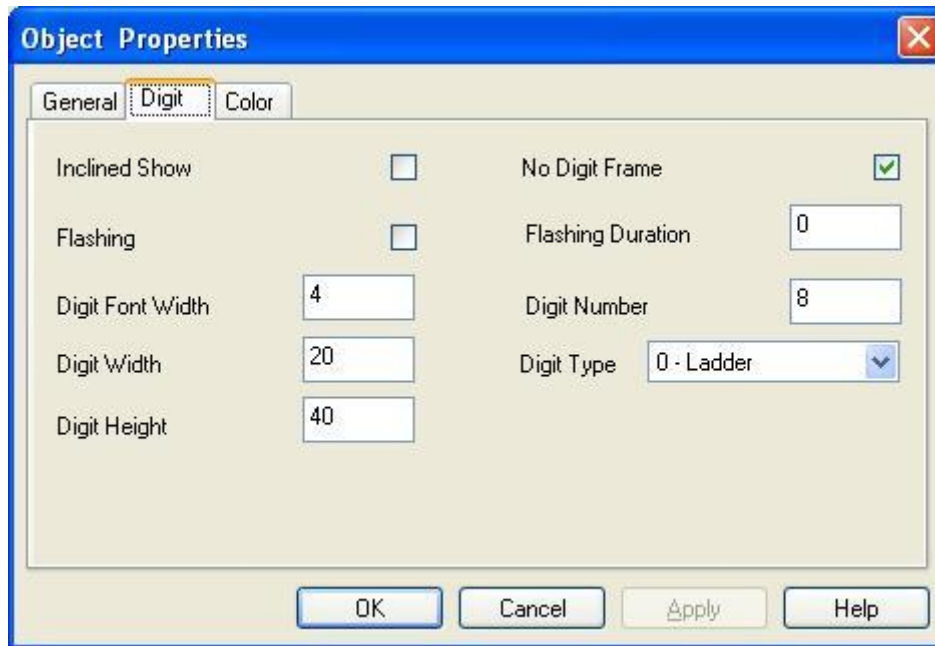 Object Properties
General Digit Color
Inclined Show No Digit Frame
Flashing Flashing Duration 0
Digit Font Width 4 Digit Number 8
Digit Width 20 Digit Type 0 - Ladder
Digit Height 40
OK Cancel Apply Help